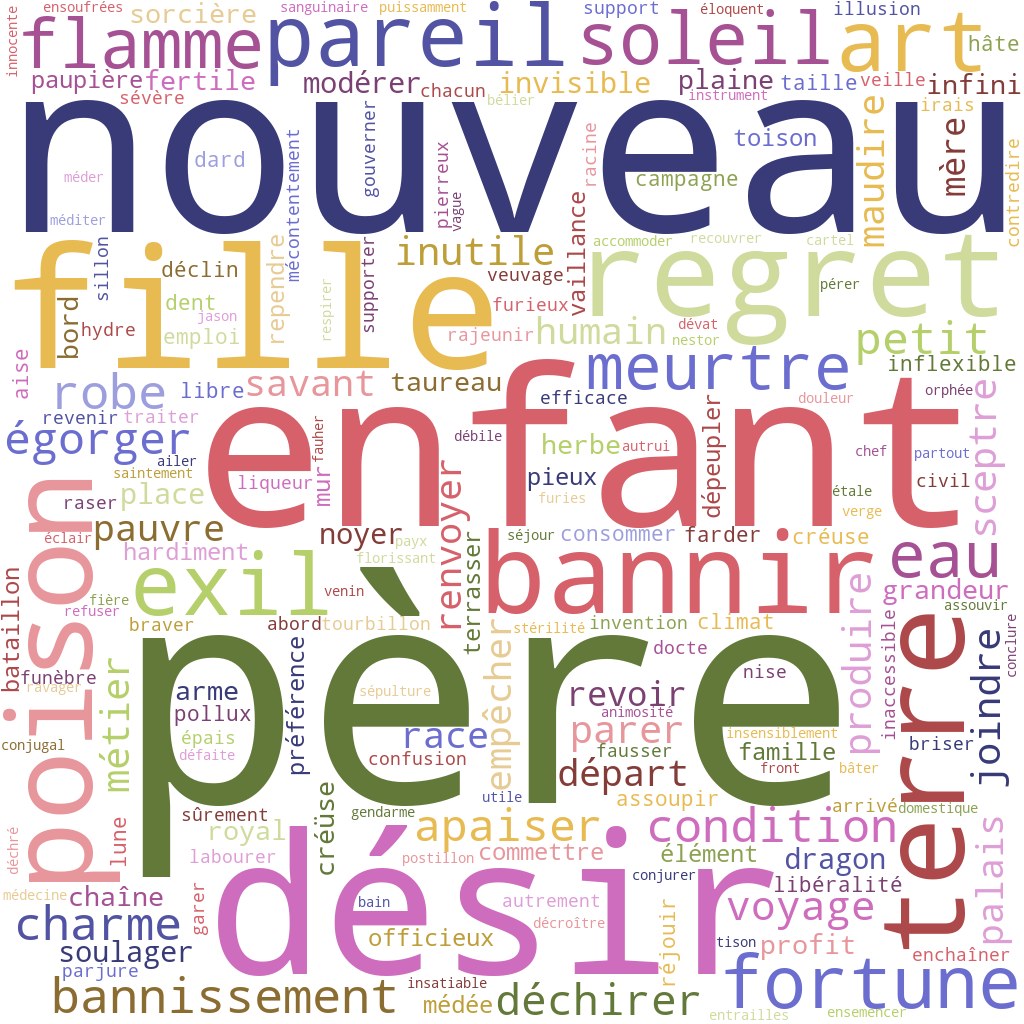 innocente
ensoufrées
sorcière
sanguinaire
puissamment
support
éloquent
illusion
flamme
pareil
soleil
art
hâte
paupière
fertile
modérer
chacun
invisible
plaine
taille
veille
infini
sévère
bélier
instrument
irais
nouveau
dard
gouverner
mécontentement
pierreux
vague
racine
toison
campagne
maudire
mère
contredire
méder
méditer
vaillance
fille
sillon
déclin
rependre
supporter
respirer
inutile
veuvage
accommoder
recouvrer
cartel
regret
pérer
bord
dent
jason
hydre
emploi
furieux
rajeunir
humain
dévat
nestor
petit
aise
robe
libre
savant
taureau
meurtre
inflexible
efficace
douleur
orphée
revenir
traiter
enfant
sceptre
égorger
ailer
fauher
débile
herbe
autrui
dépeupler
chef
partout
saintement
liqueur
mur
pieux
furies
civil
raser
place
étale
verge
poison
pauvre
éclair
noyer
payx
renvoyer
séjour
consommer
farder
créuse
hardiment
florissant
terrasser
bannir
eau
bataillon
exil
venin
grandeur
fière
refuser
assouvir
braver
abord
tourbillon
stérilité
invention
climat
produire
inaccessible
terre
conclure
père
funèbre
ravager
métier
préférence
empêcher
docte
nise
joindre
arme
sépulture
revoir
pollux
animosité
parer
race
insensiblement
conjugal
épais
défaite
confusion
fausser
famille
briser
départ
front
bâter
utile
assoupir
arrivé
domestique
sûrement
gendarme
créüse
lune
royal
apaiser
condition
palais
déchré
labourer
désir
postillon
commettre
élément
dragon
conjurer
libéralité
médecine
chaîne
garer
bain
autrement
voyage
charme
décroître
réjouir
soulager
officieux
tison
profit
enchaîner
parjure
insatiable
fortune
bannissement
médée
déchirer
entrailles
ensemencer